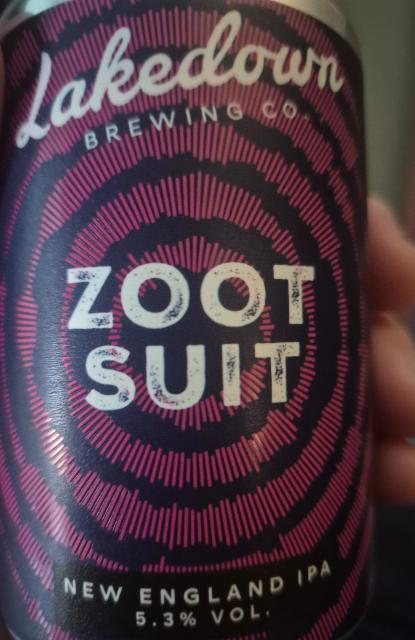 Lakedown
BREWING CO.
ZOOT
SUIT
NEW ENGLAND IPA
5.3% VOL.